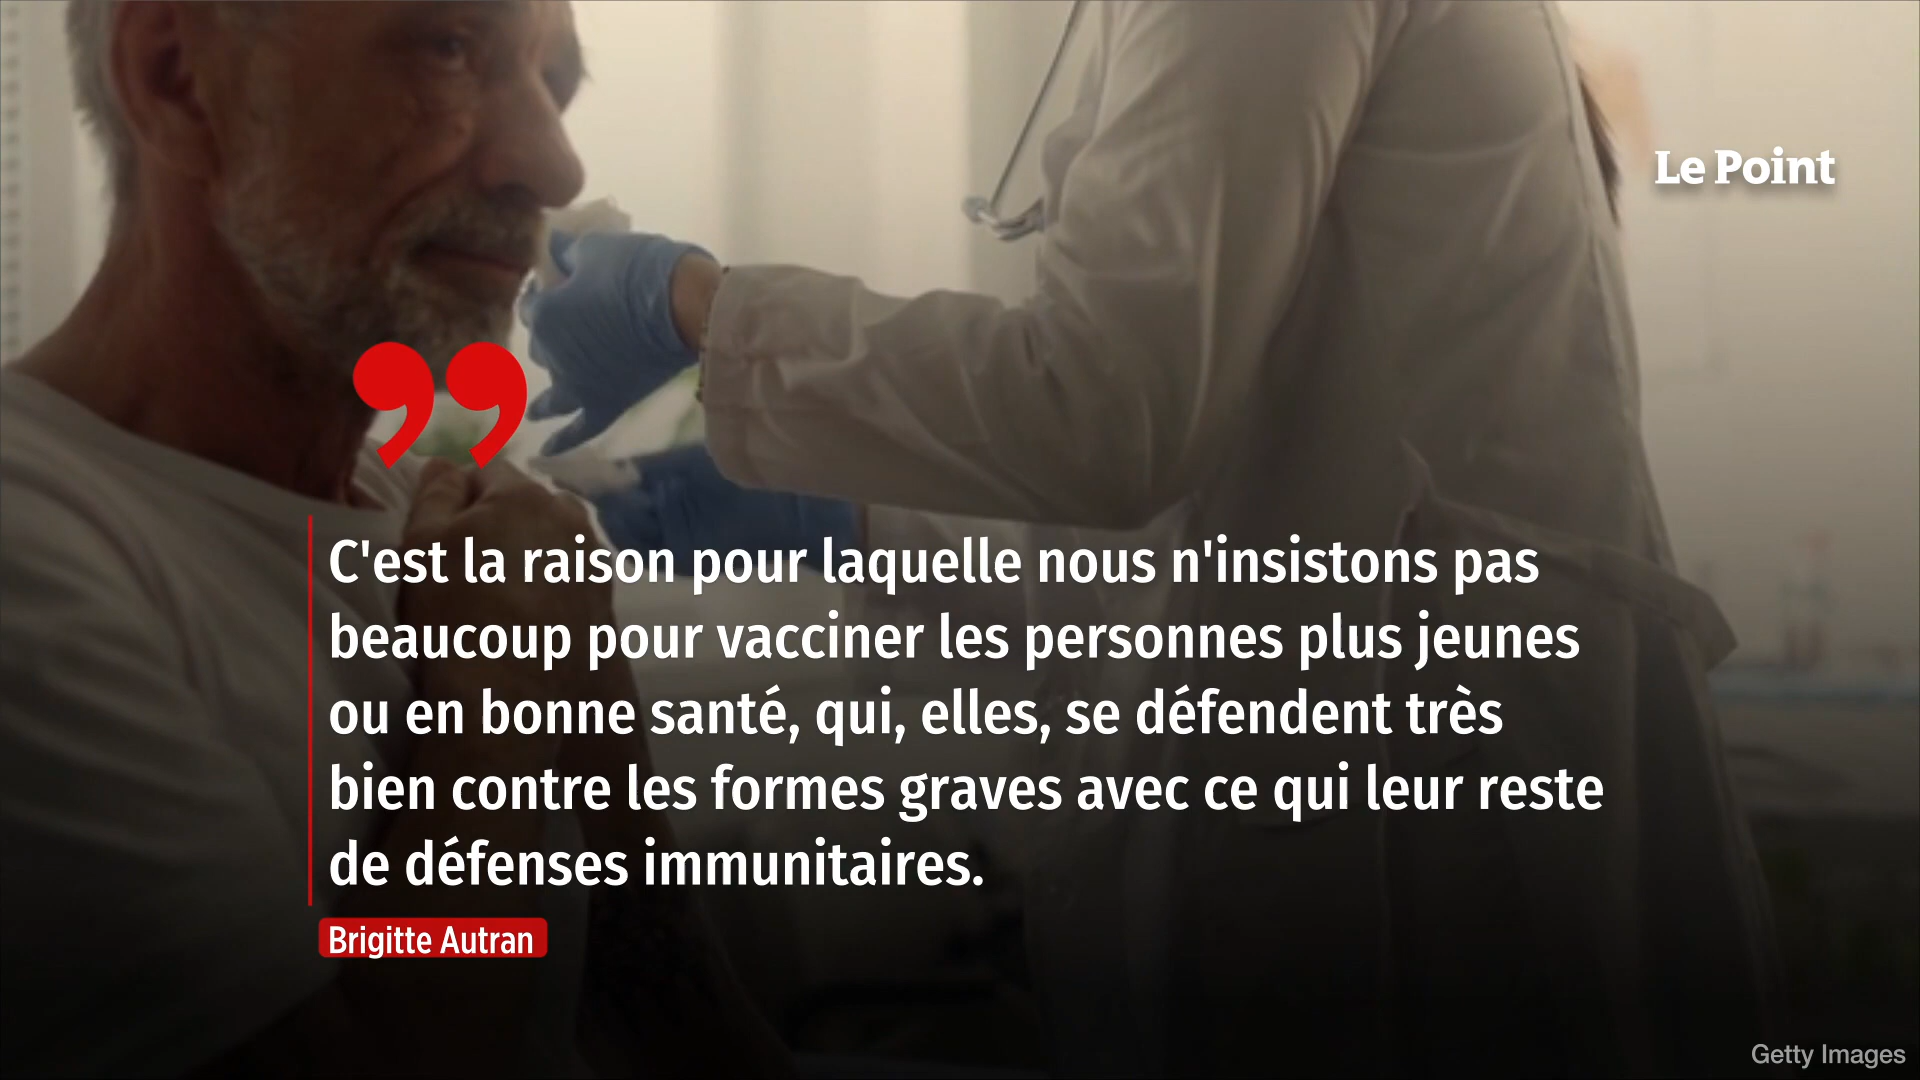 Le Point
C'est la raison pour laquelle nous n'insistons pas
beaucoup pour vacciner les personnes plus jeunes
ou en bonne santé, qui, elles, se défendent très
bien contre les formes graves avec ce qui leur reste
de défenses immunitaires.
Brigitte Autran
Getty Images